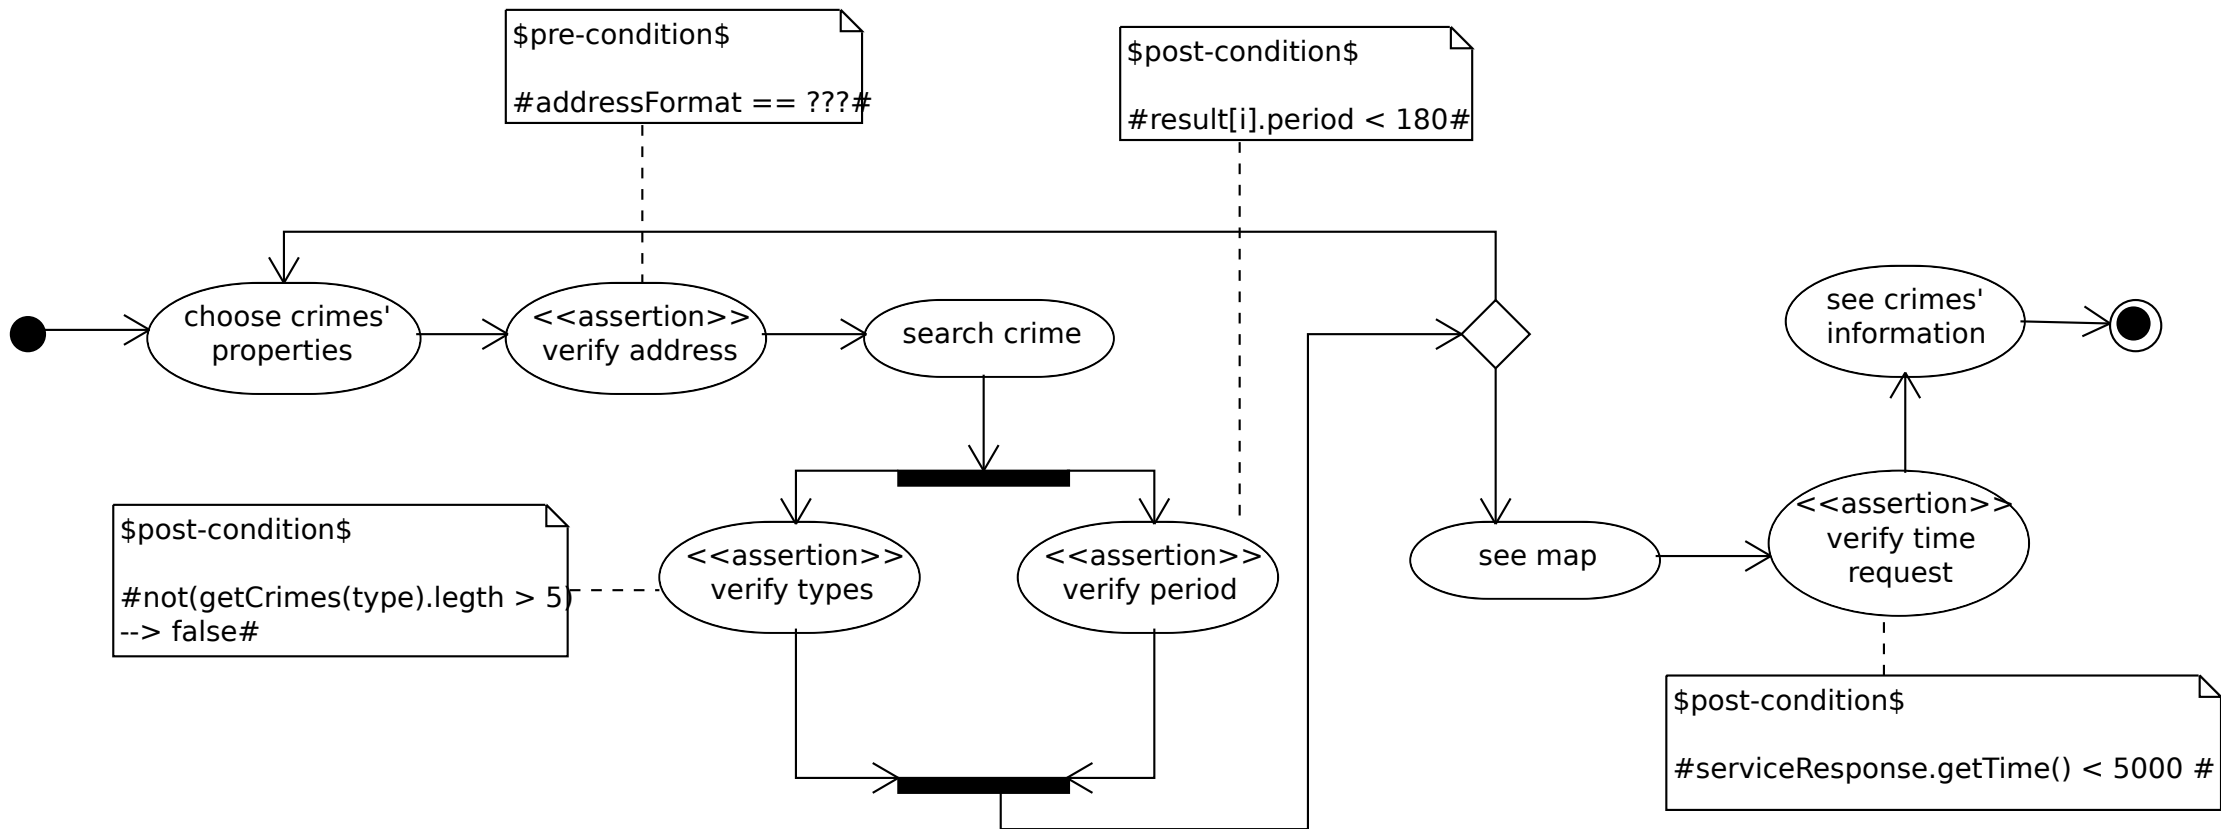 $pre-condition$
#addressFormat == ???#
$post-condition$
#result[i].period < 180#
choose crimes'
properties
<<assertion>>
verify address
search crime
see crimes'
information
$post-condition$
#not(getCrimes(type).legth > 5)
--> false#
<<assertion>>
verify types
<<assertion>>
verify period
see map
<<assertion>>
verify time
request
$post-condition$
#serviceResponse.getTime() < 5000 #